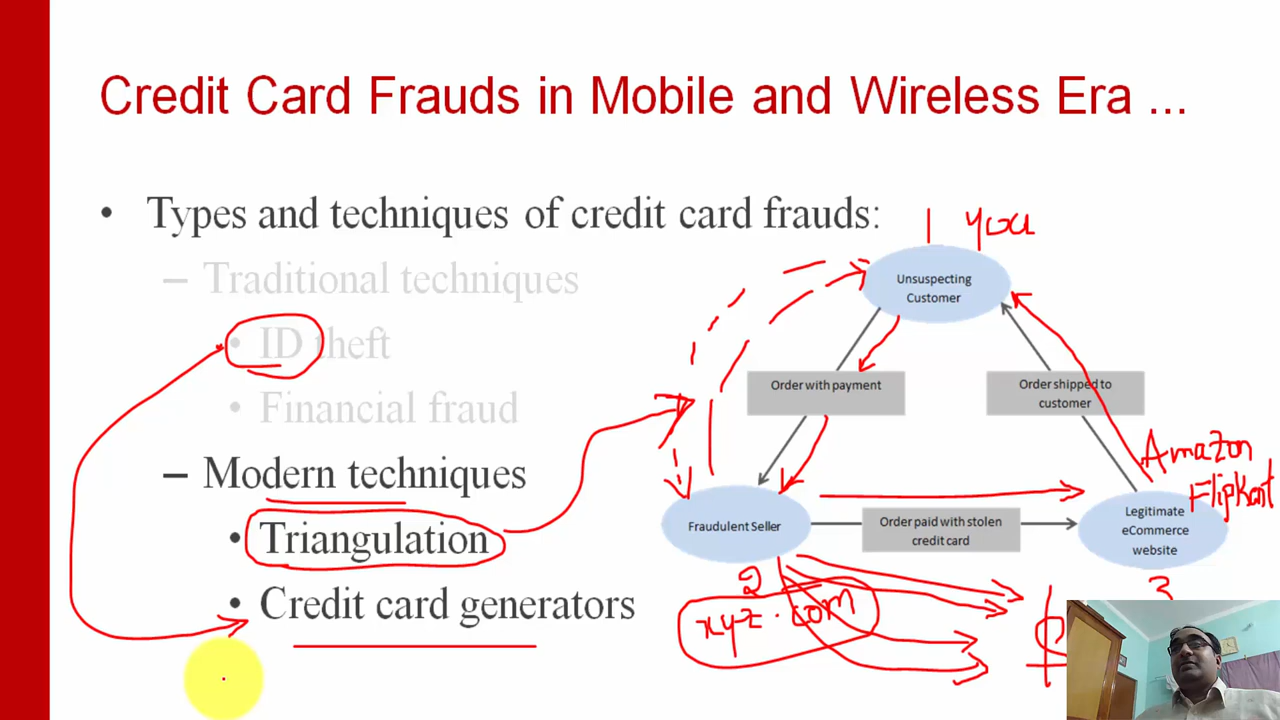 Credit Card Frauds in Mobile and Wireless Era ...
• Types and techniques of credit card frauds:
1 you
– Traditional techniques
Unsuspecting
Customer
• ID theft
Order with payment
Order shipped to
customer
• Financial fraud
Amazon
Flipkart
– Modern techniques
Fraudulent Seller
Order paid with stolen
credit card
Legitimate
eCommerce
website
• Triangulation
2
3
xyz.com
• Credit card generators